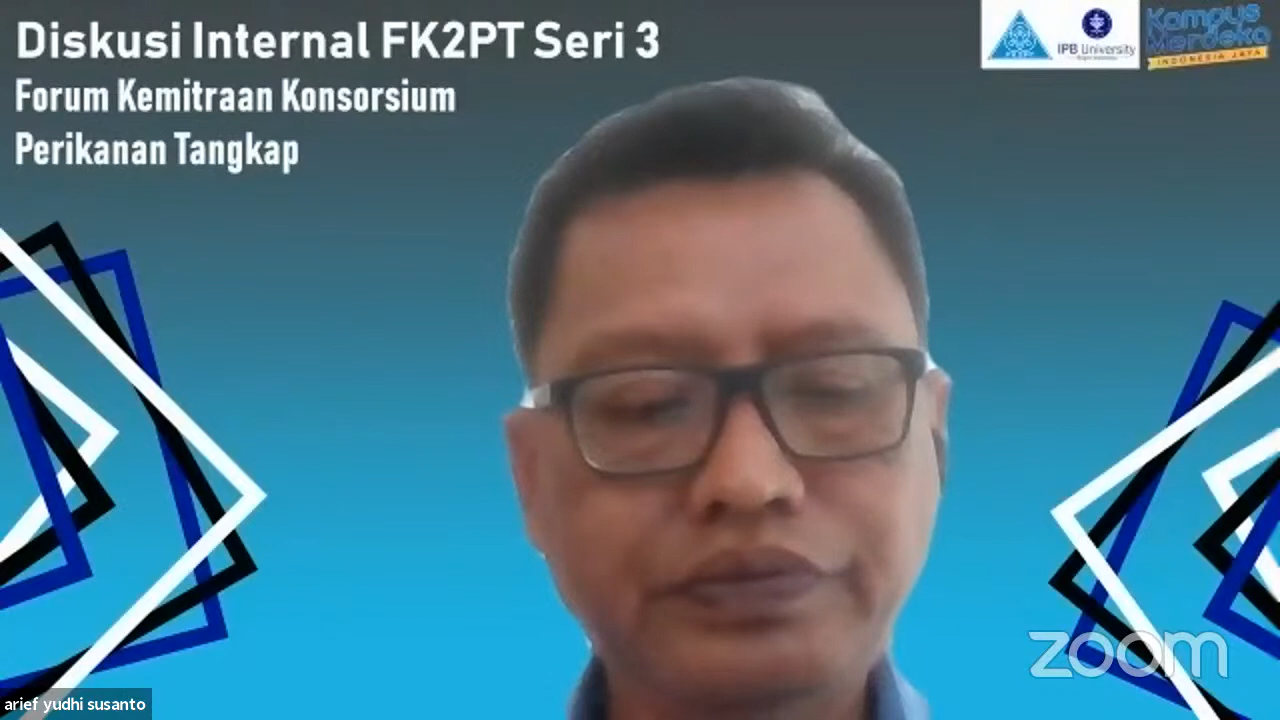 Diskusi Internal FK2PT Seri 3
Forum Kemitraan Konsorsium
Perikanan Tangkap
IPB University
Kampus
Merdeka
INDONESIA JAYA
zoom
arief yudhi susanto